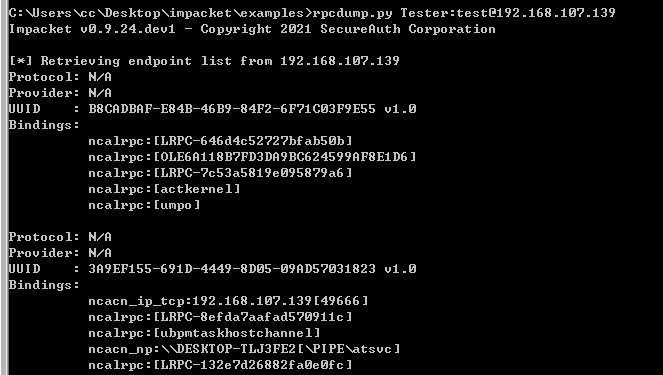 C:\Users\cc\Desktop\impacket\examples>rpcdump.py Tester:test@192.168.107.139
Impacket v0.9.24.dev1 - Copyright 2021 SecureAuth Corporation
[*] Retrieving endpoint list from 192.168.107.139
Protocol: N/A
Provider: N/A
UUID    : B8CADBAF-E84B-46B9-84F2-6F71C03F9E55 v1.0
Bindings:
          ncalrpc:[LRPC-646d4c52727bfab50b]
          ncalrpc:[OLE6A118B7FD3DA9BC624599AF8E1D6]
          ncalrpc:[LRPC-7c53a5819e095879a6]
          ncalrpc:[actkernel]
          ncalrpc:[umpo]
Protocol: N/A
Provider: N/A
UUID    : 3A9EF155-691D-4449-8D05-09AD57031823 v1.0
Bindings:
          ncacn_ip_tcp:192.168.107.139[49666]
          ncalrpc:[LRPC-8efda7aafad570911c]
          ncalrpc:[ubpmtaskhostchannel]
          ncacn_np:\\DESKTOP-TLJ3FE2[\PIPE\atsvc]
          ncalrpc:[LRPC-132e7d26882fa0e0fc]